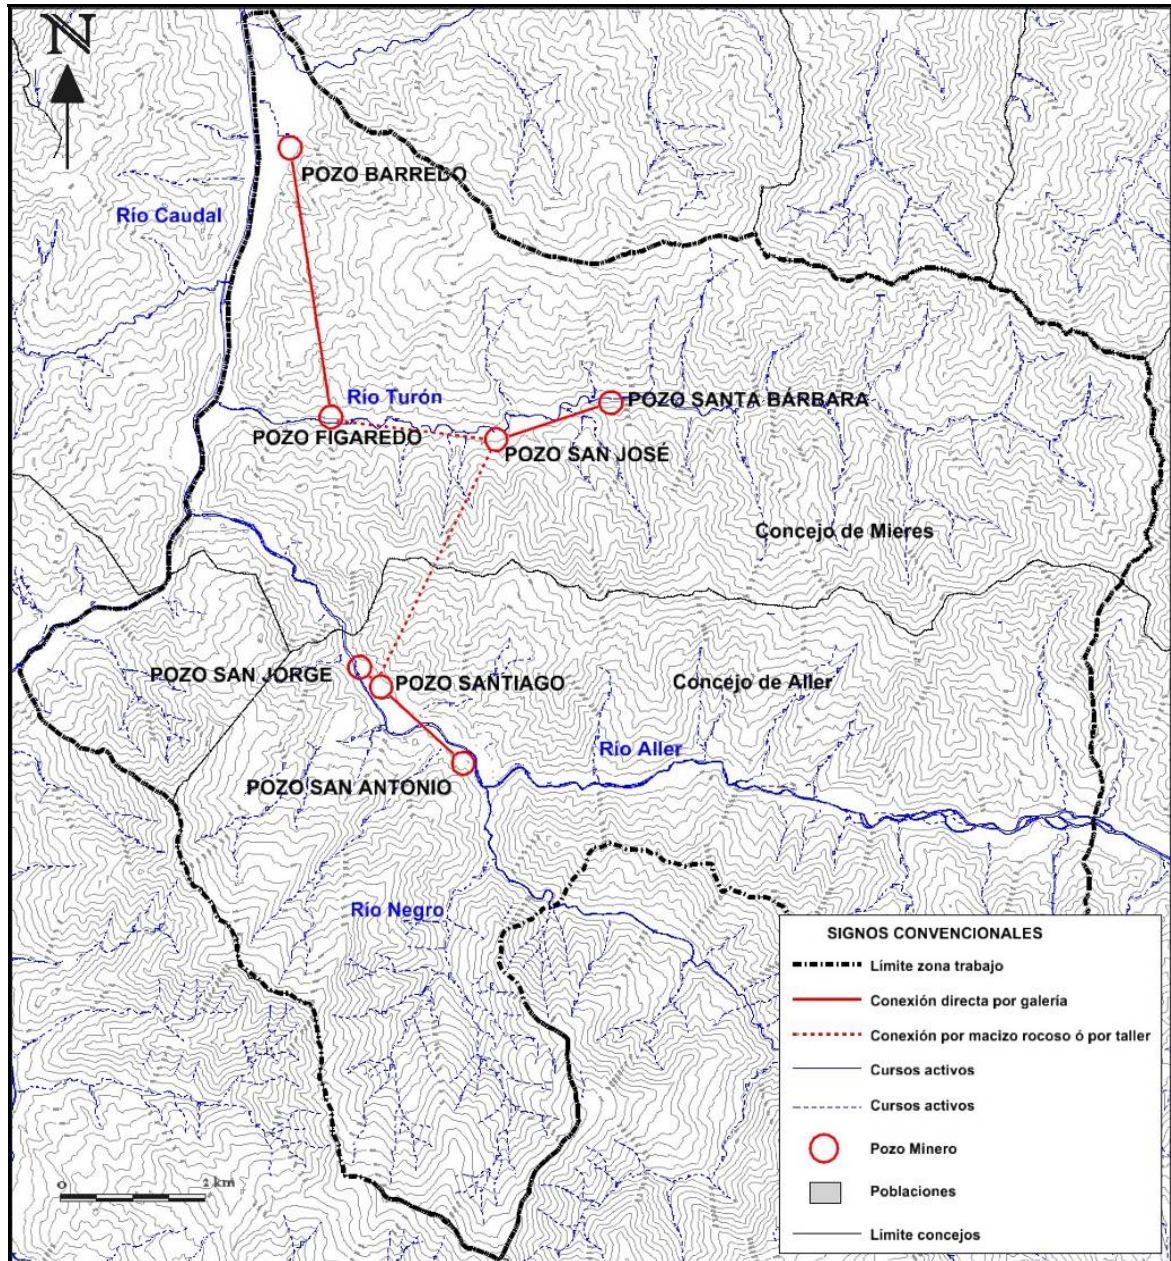 N
POZO BARREDO
Río Caudal
Río Turón
POZO SANTA BÁRBARA
POZO FIGAREDO
POZO SAN JOSÉ
Concejo de Mieres
POZO SAN JORGE
POZO SANTIAGO
Concejo de Aller
Río Aller
POZO SAN ANTONIO
Río Negro
SIGNOS CONVENCIONALES
Límite zona trabajo
Conexión directa por galería
Conexión por macizo rocoso ó por taller
Cursos activos
Cursos activos
Pozo Minero
Poblaciones
Límite concejos
0 2 km